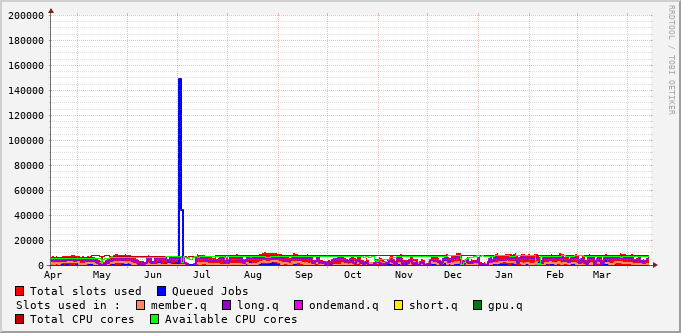 RRDTOOL / TOBI OETIKER
200000
180000
160000
140000
120000
100000
80000
60000
40000
20000
0
Apr May Jun Jul Aug Sep Oct Nov Dec Jan Feb Mar
Total slots used Queued Jobs
Slots used in : member.q long.q ondemand.q short.q gpu.q
Total CPU cores Available CPU cores